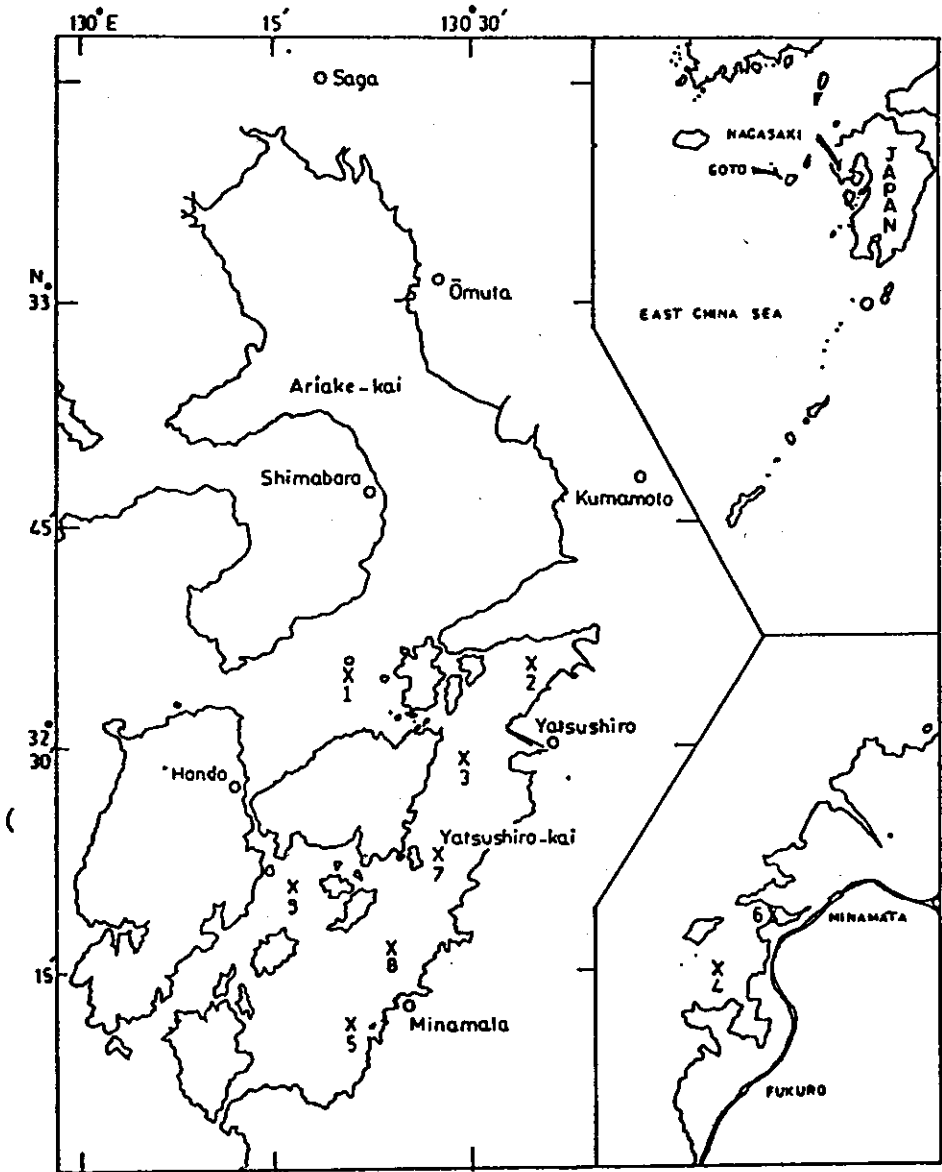 130° E 15′ 130° 30′
Saga
N.
33°
Ōmuta
Ariake-kai
Shimabara
Kumamoto
45′
X
1
X
2
Yatsushiro
32°
30′
X
3
Hondo
Yatsushiro-kai
X
7
X
9
X
8
15′
Minamata
X
5
NAGASAKI
GOTO
JAPAN
EAST CHINA SEA
6
MINAMATA
X
4
FUKURO
(